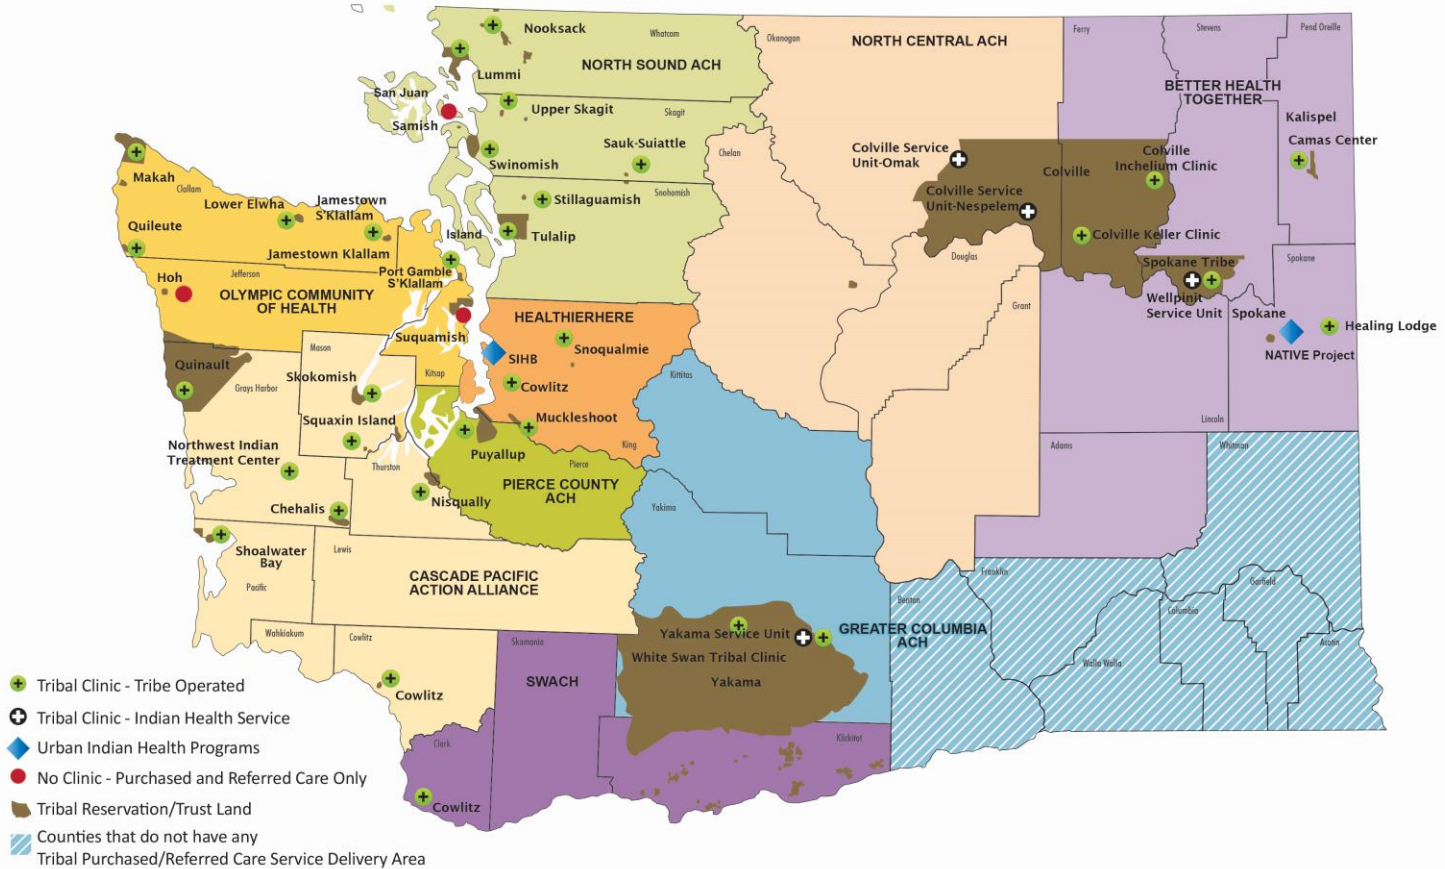 Nooksack
Whatcom
Okanogan
NORTH CENTRAL ACH
Ferry
Stevens
Pend Oreille
NORTH SOUND ACH
Lummi
San Juan
BETTER HEALTH
TOGETHER
Upper Skagit
Skagit
Samish
Kalispel
Camas Center
Sauk-Suiattle
Swinomish
Chelan
Colville Service
Unit-Omak
Colville
Inchelium Clinic
Colville
Makah
Clallam
Snohomish
Colville Service
Unit-Nespelem
Lower Elwha
Jamestown
S'Klallam
Stillaguamish
Quileute
Island
Tulalip
Colville Keller Clinic
Jamestown Klallam
Douglas
Spokane Tribe
Spokane
Hoh
Jefferson
Port Gamble
S'Klallam
OLYMPIC COMMUNITY
OF HEALTH
Grant
Wellpinit
Service Unit
Spokane
HEALTHIERHERE
Healing Lodge
Suquamish
Mason
Snoqualmie
SIHB
NATIVE Project
Quinault
Skokomish
Kitsap
Kittitas
Grays Harbor
Cowlitz
Squaxin Island
Muckleshoot
Lincoln
Northwest Indian
Treatment Center
King
Adams
Whitman
Puyallup
Thurston
Pierce
PIERCE COUNTY
ACH
Nisqually
Chehalis
Yakima
Shoalwater
Bay
Lewis
CASCADE PACIFIC
ACTION ALLIANCE
Pacific
Franklin
Garfield
Benton
Columbia
Wahkiakum
Cowlitz
Skamania
Yakama Service Unit
GREATER COLUMBIA
ACH
Asotin
White Swan Tribal Clinic
Walla Walla
Yakama
SWACH
Cowlitz
Clark
Klickitat
Cowlitz
Tribal Clinic - Tribe Operated
Tribal Clinic - Indian Health Service
Urban Indian Health Programs
No Clinic - Purchased and Referred Care Only
Tribal Reservation/Trust Land
Counties that do not have any
Tribal Purchased/Referred Care Service Delivery Area